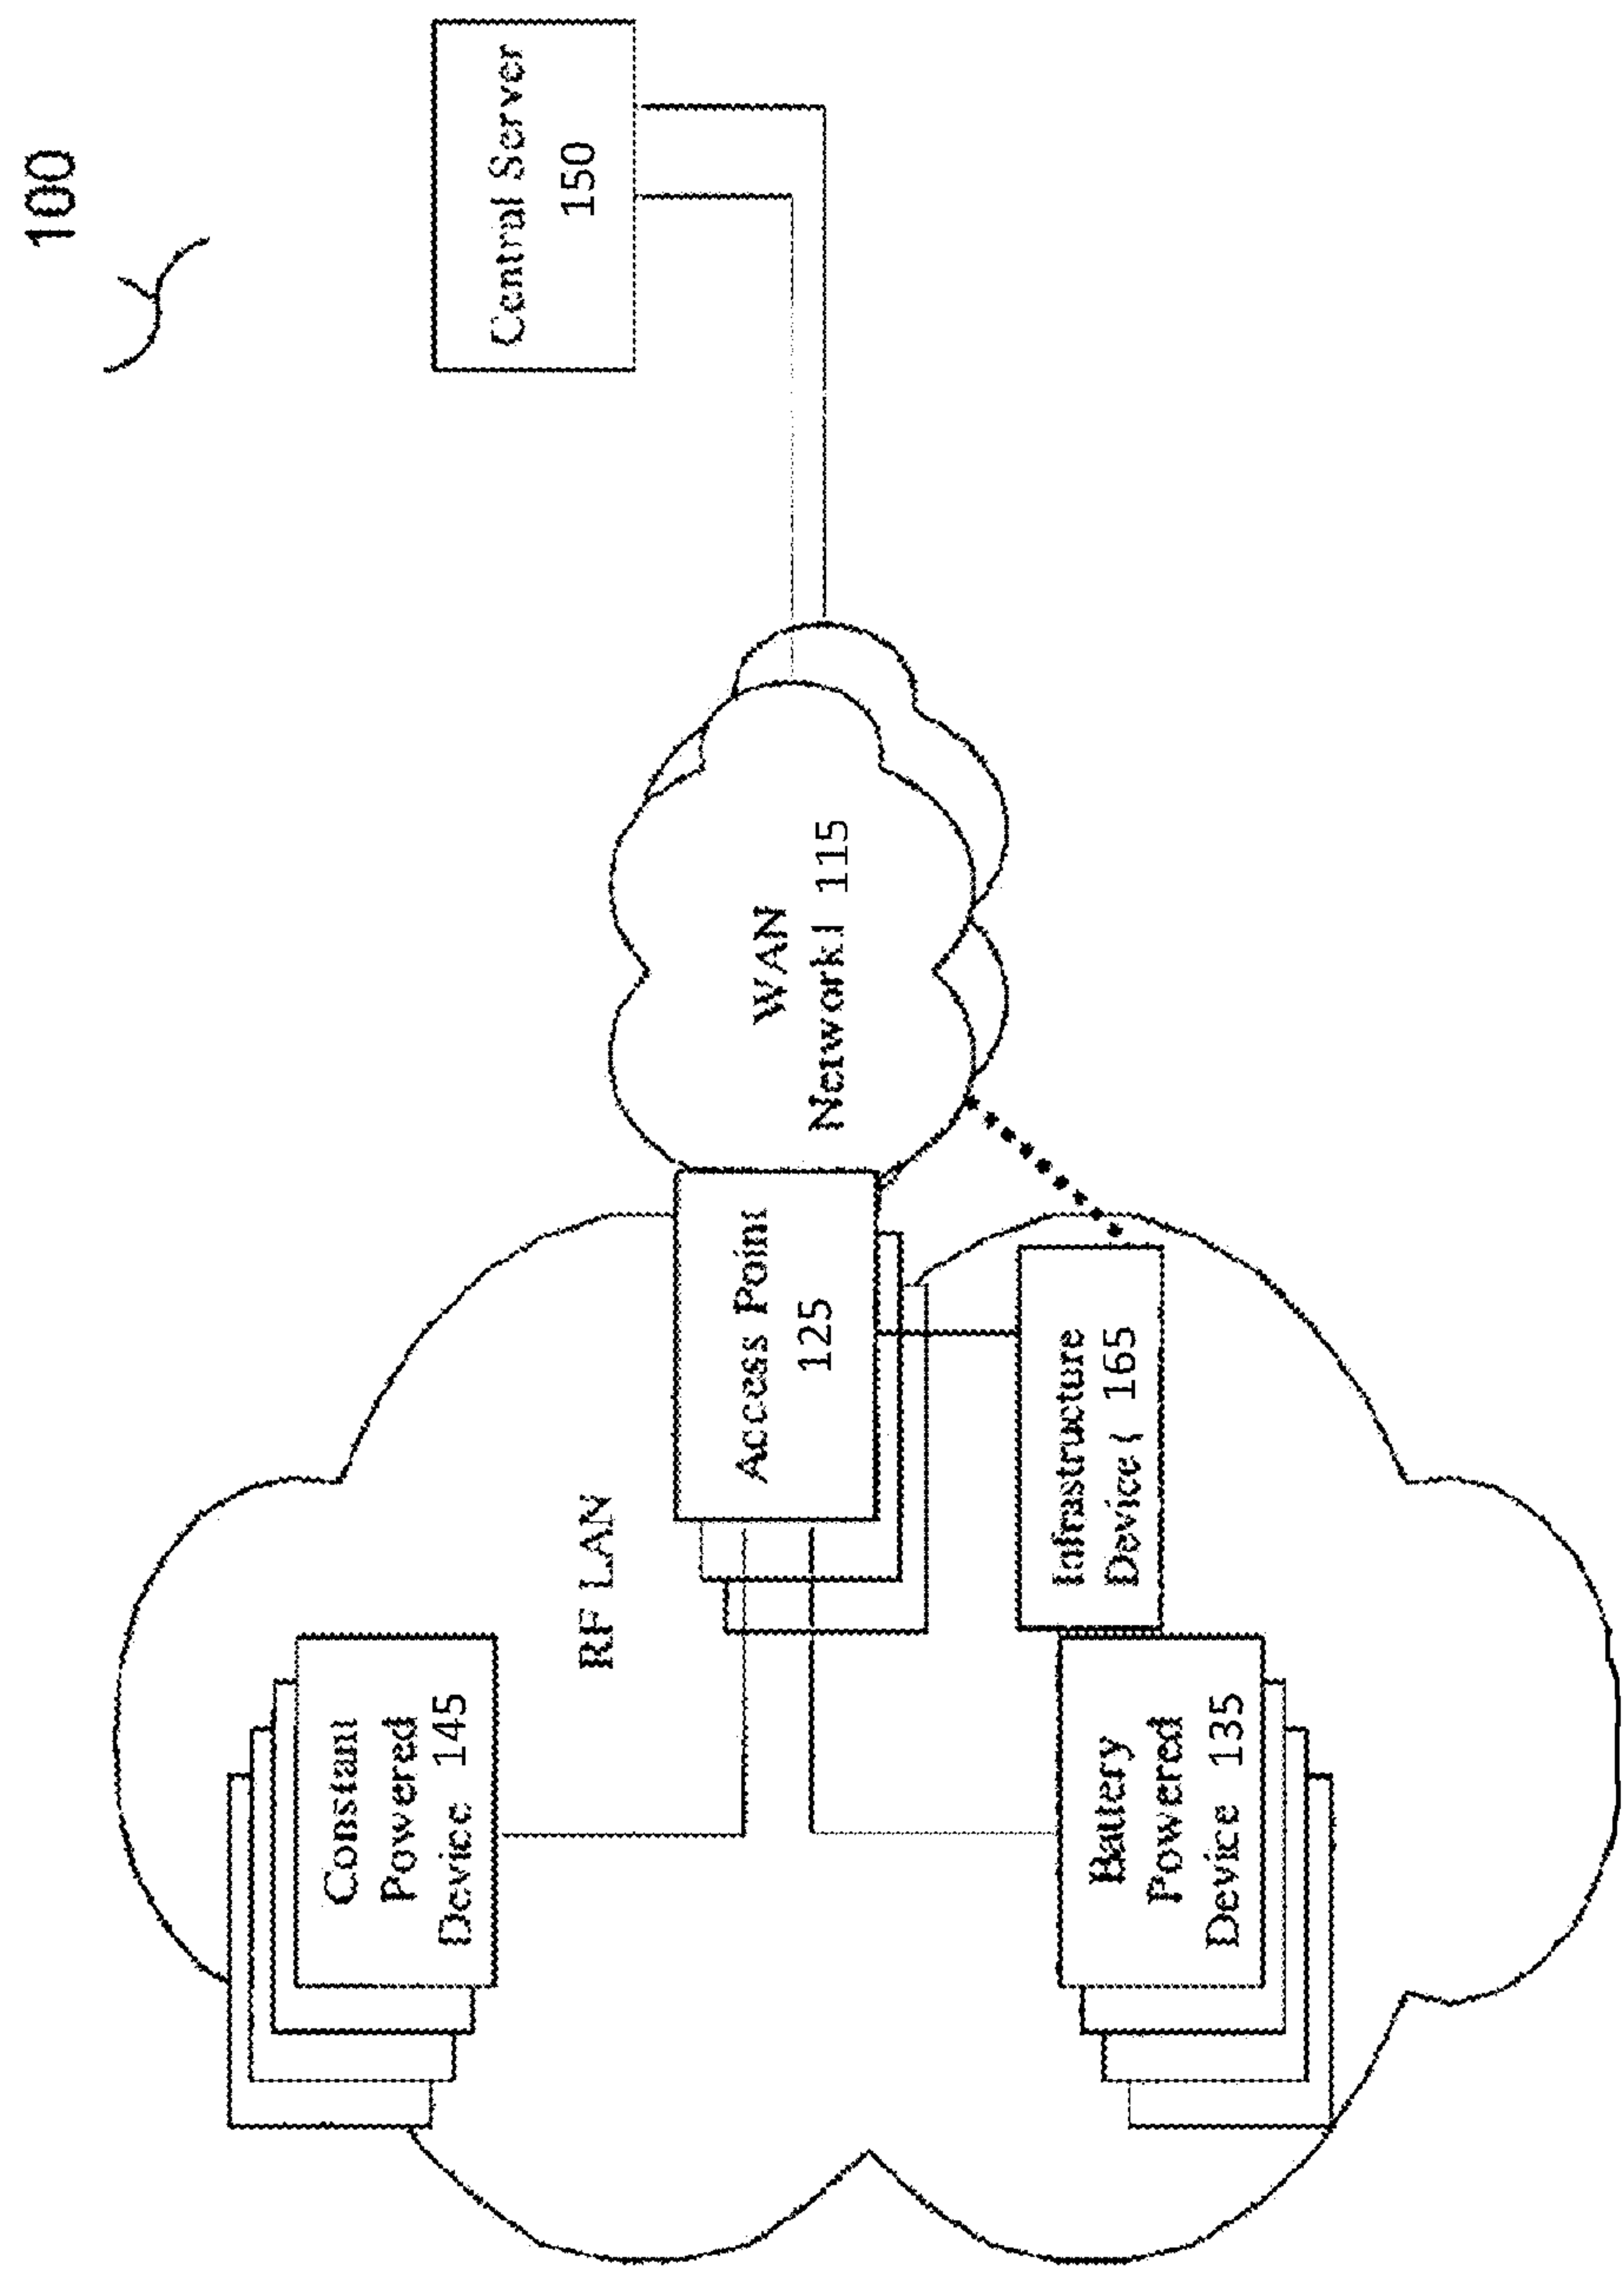 100
Central Server
150
WAN
Network 115
Access Point
125
RF LAN
Infrastructure
Device 165
Constant
Powered
Device 145
Battery
Powered
Device 135